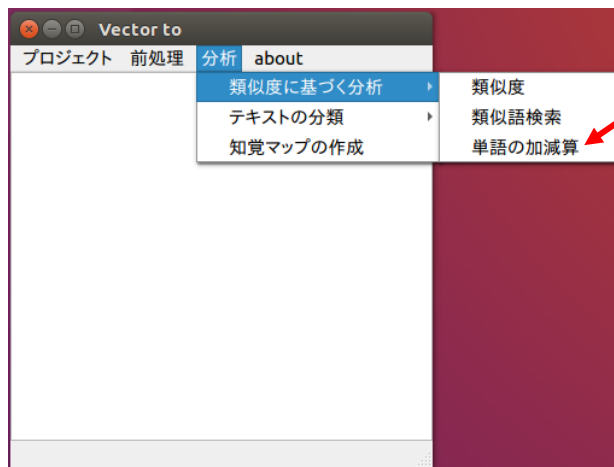 Vector to
プロジェクト 前処理 分析 about
類似度に基づく分析
テキストの分類
知覚マップの作成
類似度
類似語検索
単語の加減算